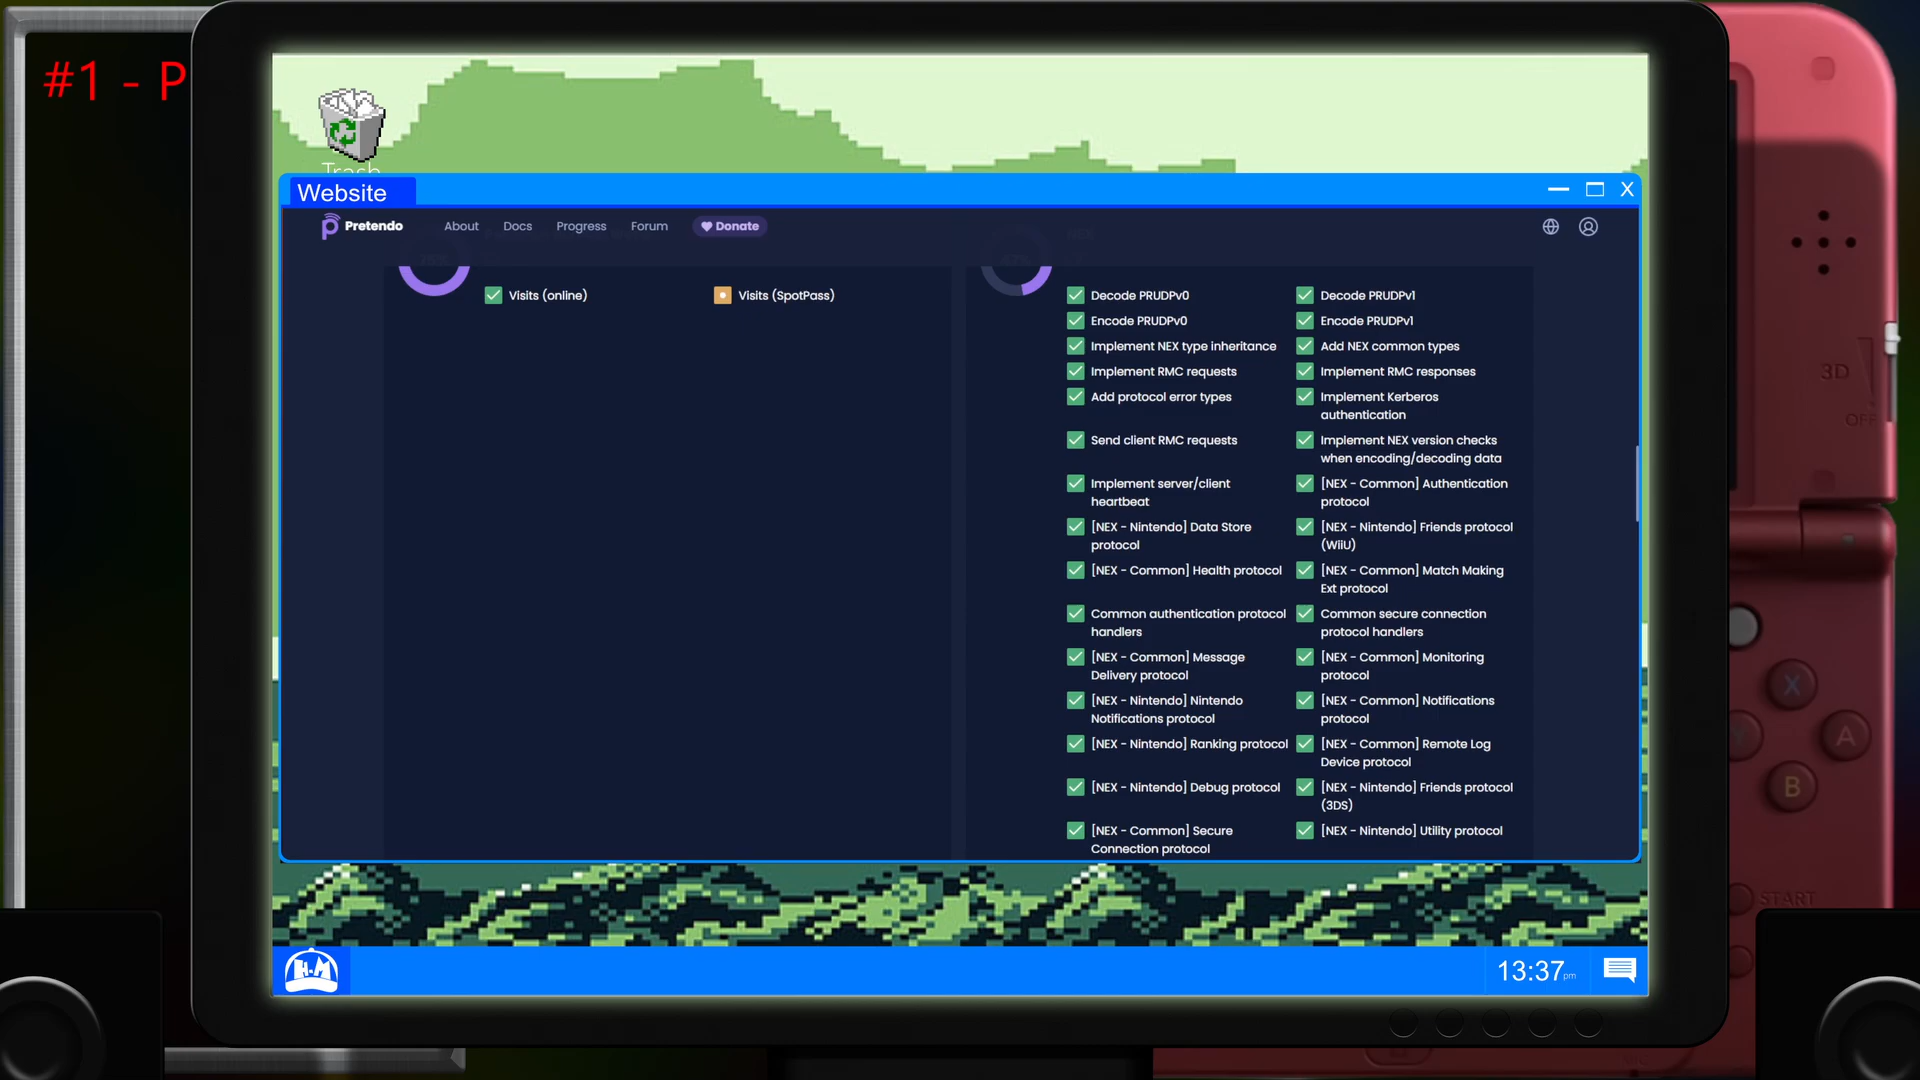 #1 - P
Trash
Website
X
Pretendo
About
Docs
Progress
Forum
Donate
Visits (online)
Visits (SpotPass)
NEX
Decode PRUDPv0
Decode PRUDPv1
Encode PRUDPv0
Encode PRUDPv1
Implement NEX type inheritance
Add NEX common types
Implement RMC requests
Implement RMC responses
Add protocol error types
Implement Kerberos
authentication
Send client RMC requests
Implement NEX version checks
when encoding/decoding data
Implement server/client
heartbeat
[NEX - Common] Authentication
protocol
[NEX - Nintendo] Data Store
protocol
[NEX - Nintendo] Friends protocol
(WiiU)
[NEX - Common] Health protocol
[NEX - Common] Match Making
Ext protocol
Common authentication protocol
handlers
Common secure connection
protocol handlers
[NEX - Common] Message
Delivery protocol
[NEX - Common] Monitoring
protocol
[NEX - Nintendo] Nintendo
Notifications protocol
[NEX - Common] Notifications
protocol
[NEX - Nintendo] Ranking protocol
[NEX - Common] Remote Log
Device protocol
[NEX - Nintendo] Debug protocol
[NEX - Nintendo] Friends protocol
(3DS)
[NEX - Common] Secure
Connection protocol
[NEX - Nintendo] Utility protocol
H-M
13:37pm
3D
OFF
X
Y
A
B
START